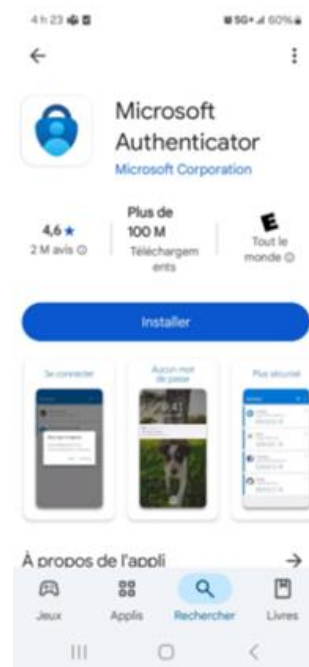 4 h 23
5G+ 60%
Microsoft
Authenticator
Microsoft Corporation
4,6 ★
2 M avis
Plus de
100 M
Téléchargem
ents
E
Tout le
monde
Installer
Se connecter
Aucun mot
de passe
Plus sécurisé
À propos de l'appli
Jeux
Applis
Rechercher
Livres